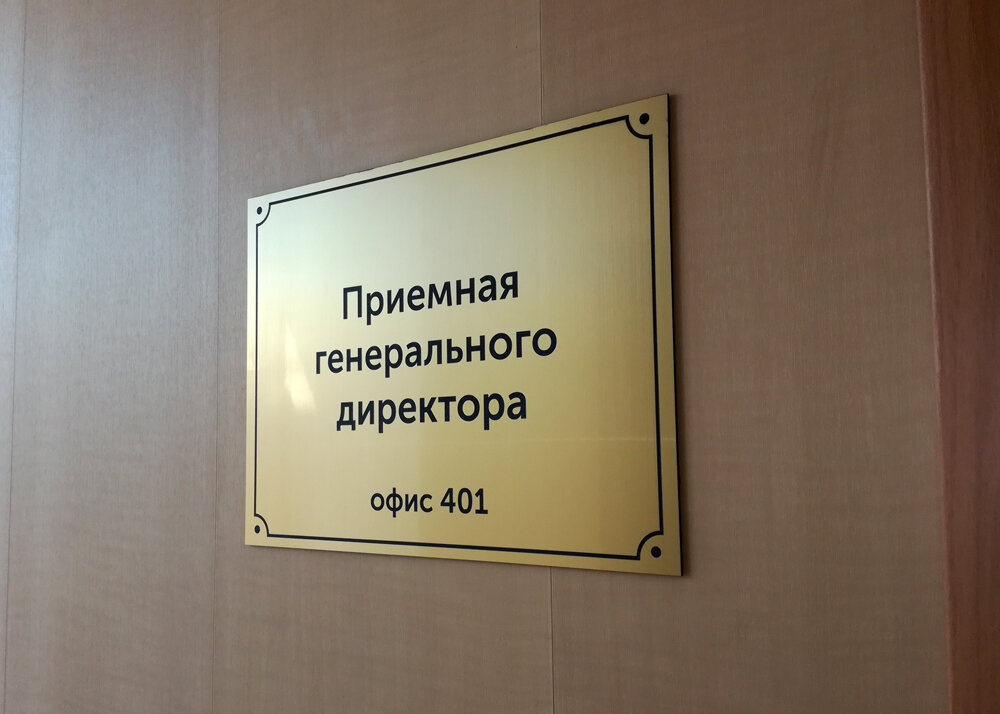 Приемная
генерального
директора
офис 401